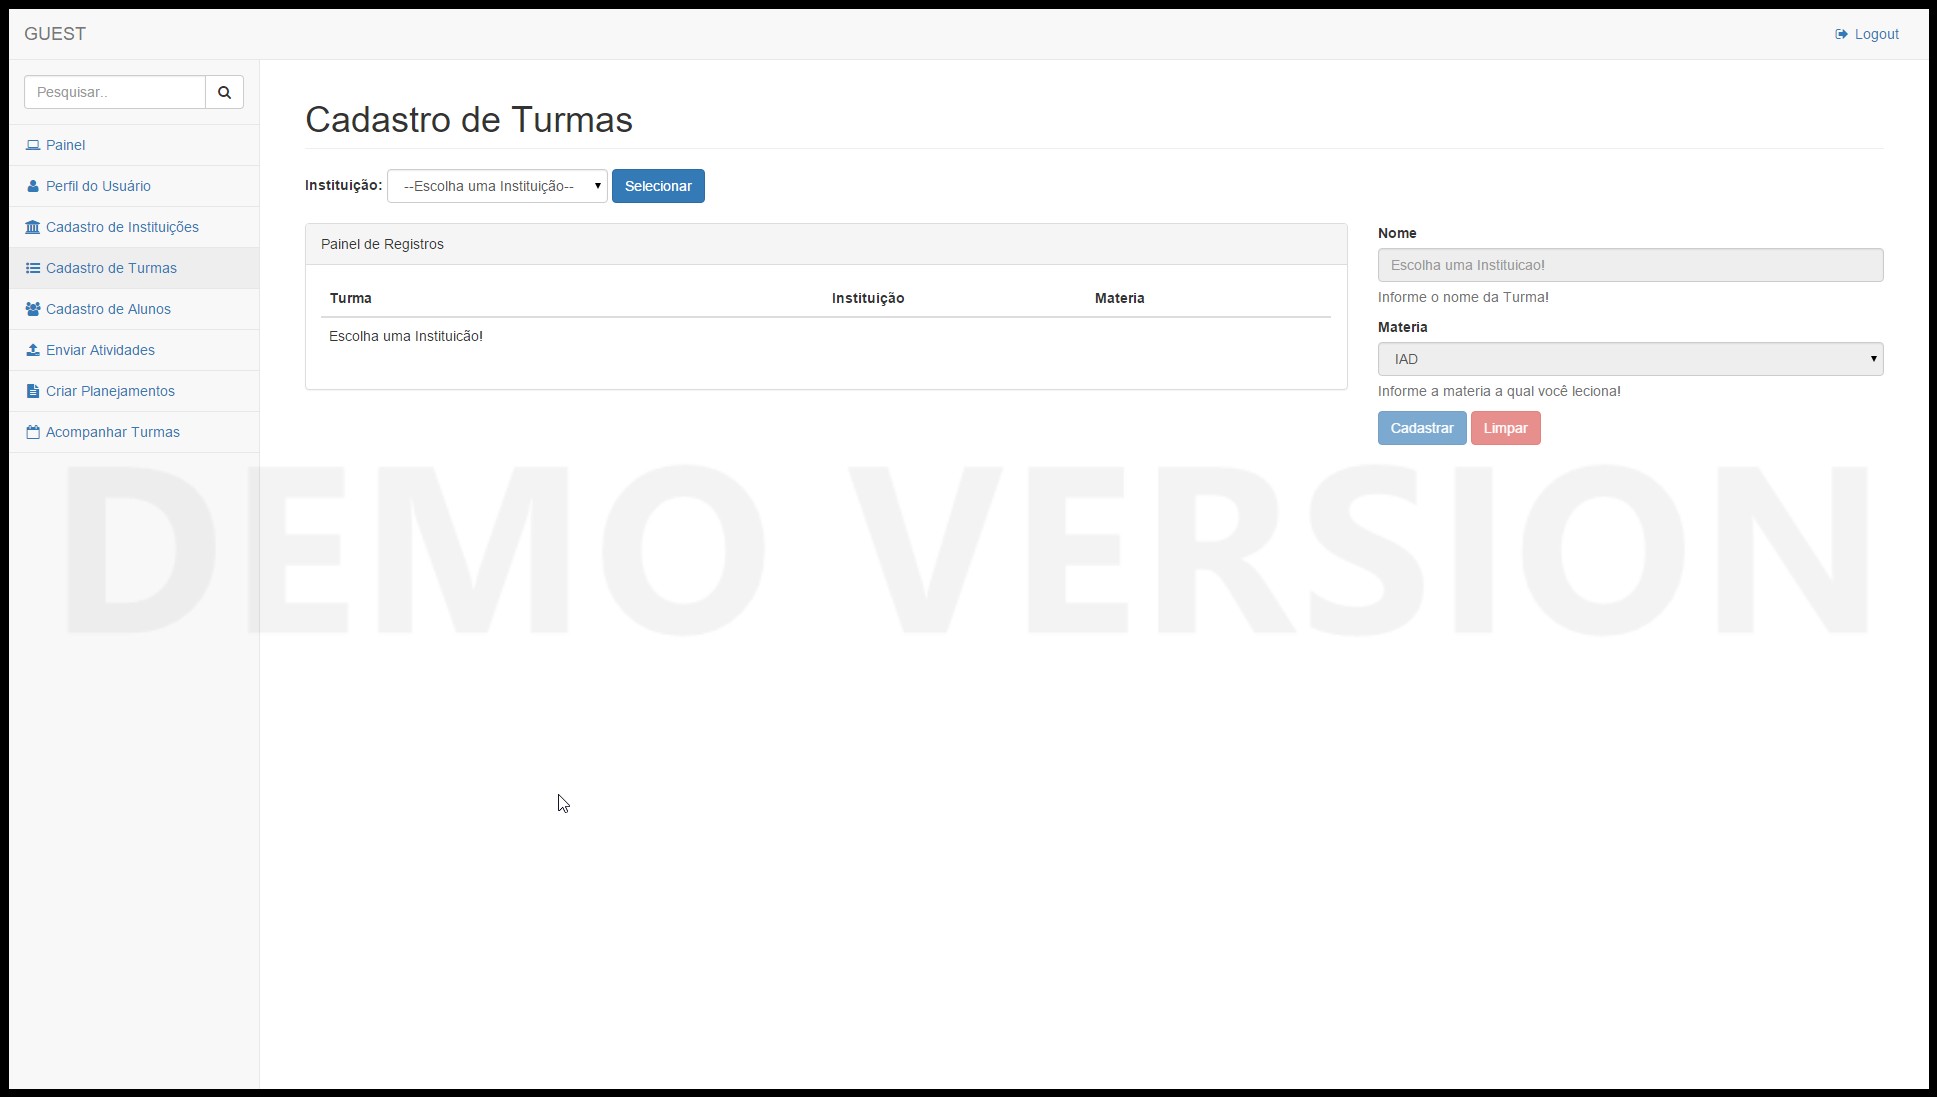 GUEST
Logout
Pesquisar..
Painel
Perfil do Usuário
Cadastro de Instituições
Cadastro de Turmas
Cadastro de Alunos
Enviar Atividades
Criar Planejamentos
Acompanhar Turmas
Cadastro de Turmas
Instituição: --Escolha uma Instituição-- Selecionar
Painel de Registros
Turma Instituição Materia
Escolha uma Instituicão!
Nome
Escolha uma Instituicao!
Informe o nome da Turma!
Materia
IAD
Informe a materia a qual você leciona!
Cadastrar Limpar
DEMO VERSION